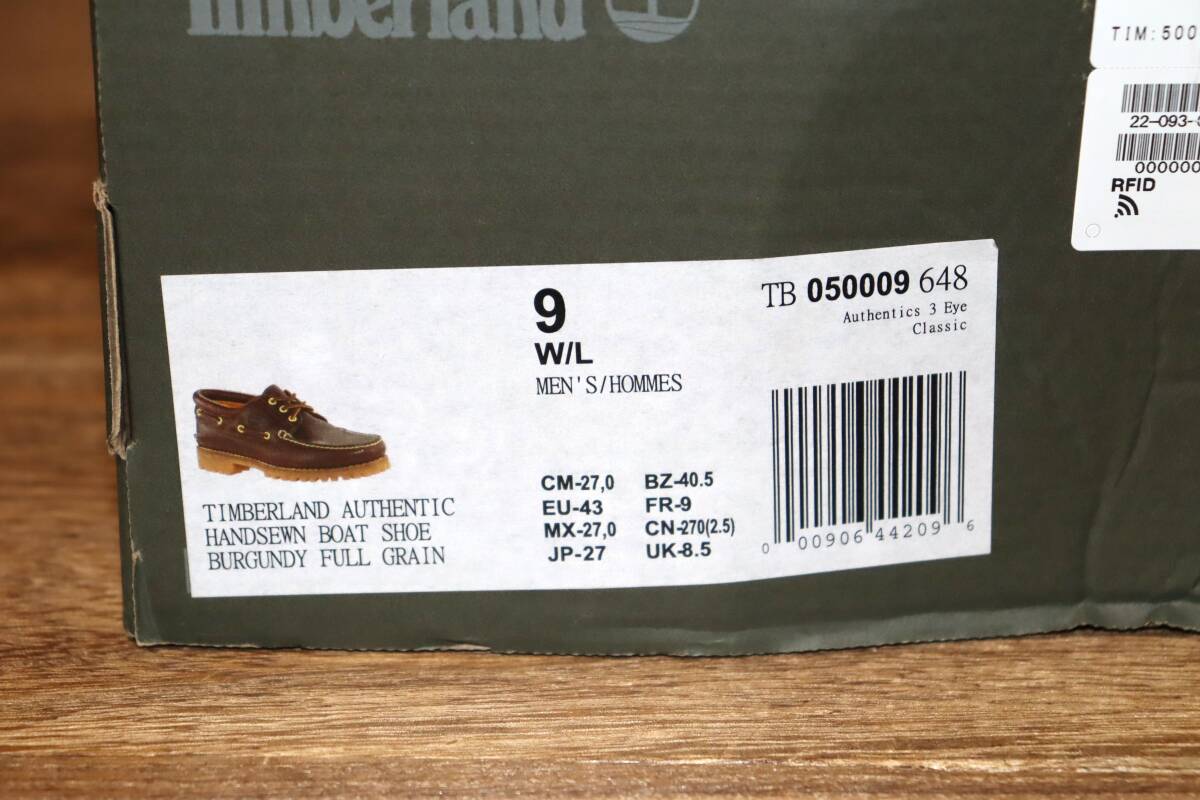 Timberland
TIM:500
22-093-
000000
RFID
9
W/L
MEN'S/HOMMES
TB 050009 648
Authentics 3 Eye
Classic
TIMBERLAND AUTHENTIC
HANDSEWN BOAT SHOE
BURGUNDY FULL GRAIN
CM-27,0 BZ-40.5
EU-43 FR-9
MX-27,0 CN-270(2.5)
JP-27 UK-8.5
0 00906 44209 6